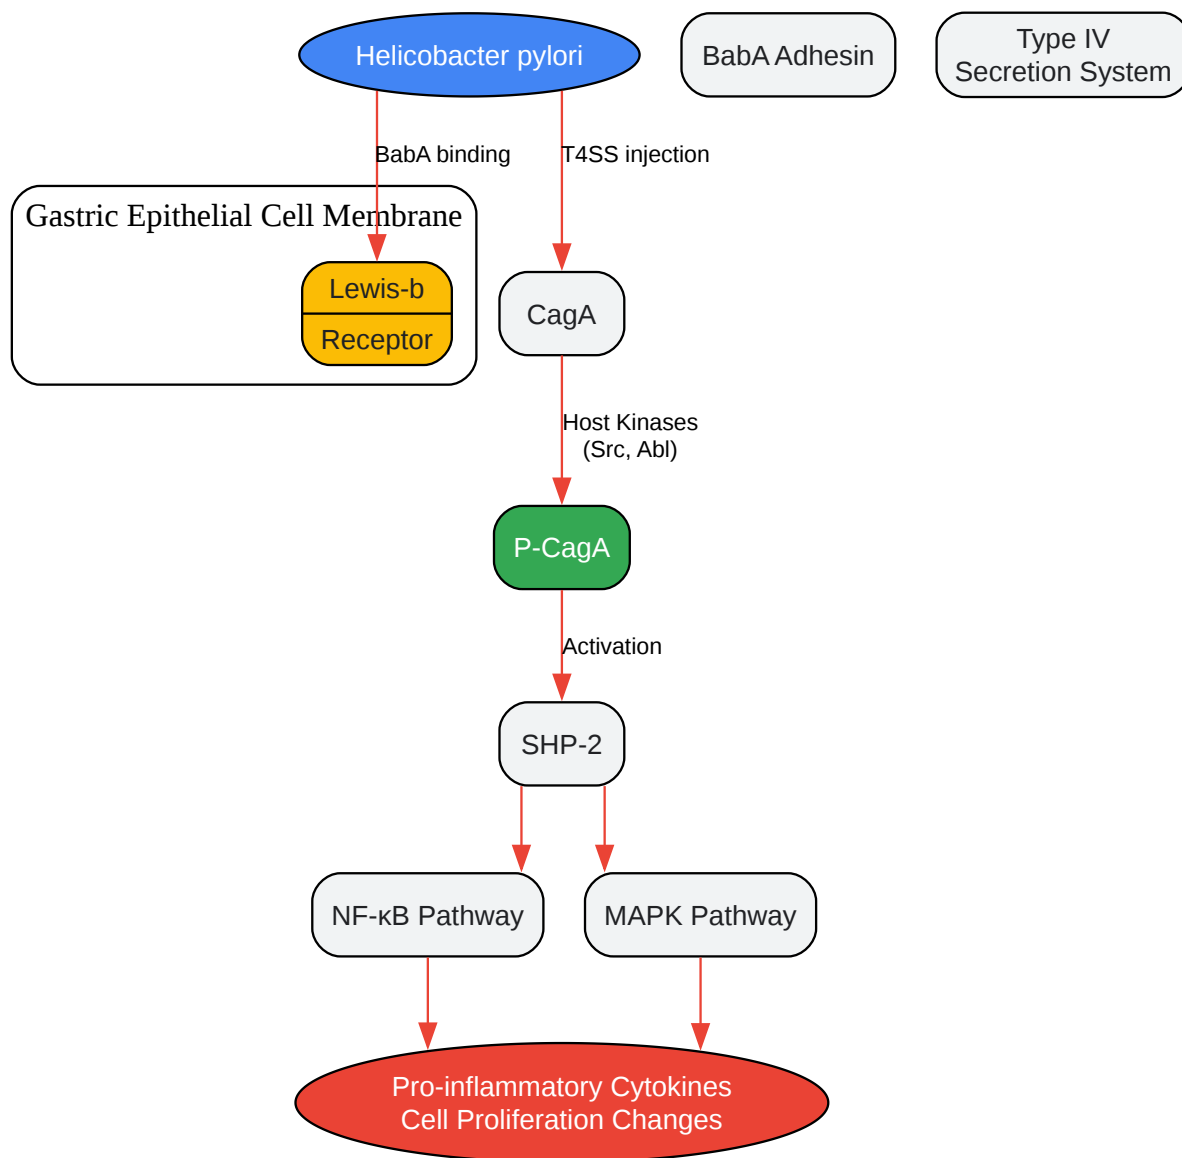 Helicobacter pylori
BabA Adhesin
Type IV
Secretion System
BabA binding
T4SS injection
Gastric Epithelial Cell Membrane
Lewis-b
Receptor
CagA
Host Kinases
(Src, Abl)
P-CagA
Activation
SHP-2
NF-κB Pathway
MAPK Pathway
Pro-inflammatory Cytokines
Cell Proliferation Changes